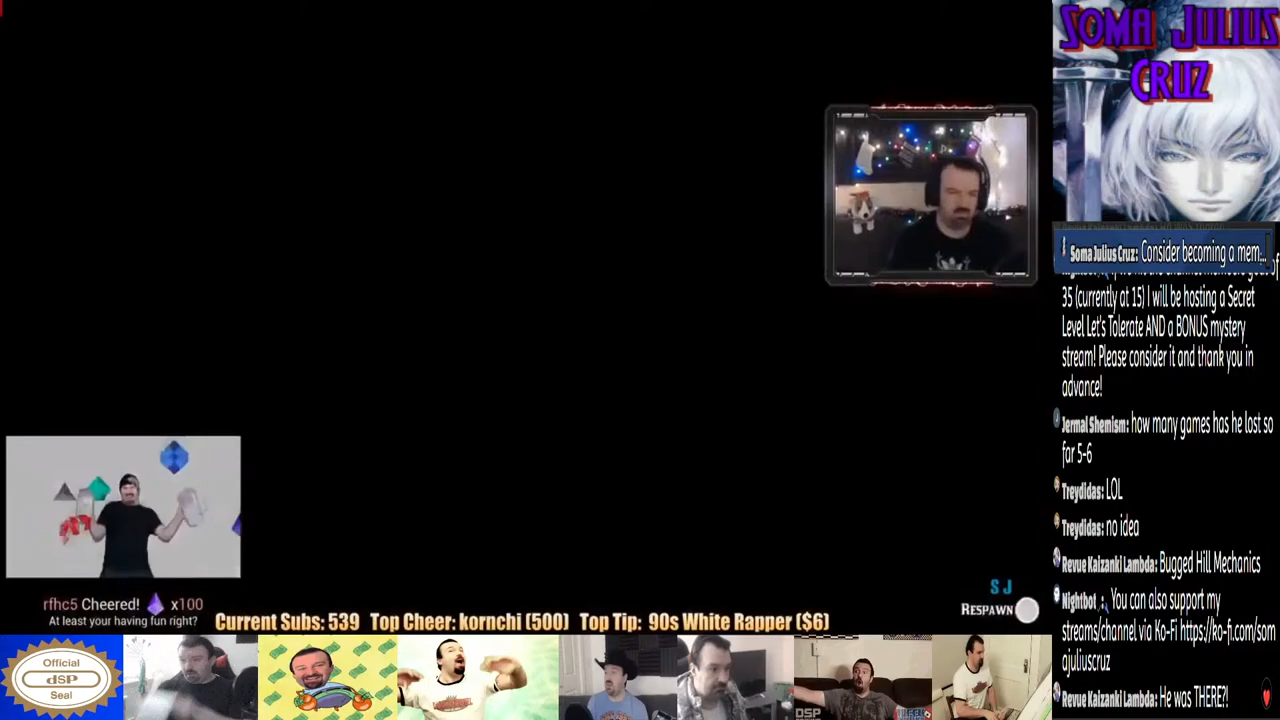 Soma Julius
Cruz
Soma Julius Cruz: Consider becoming a mem...
35 (currently at 15) I will be hosting a Secret
Level Let's Tolerate AND a BONUS mystery
stream! Please consider it and thank you in
advance!
Jermal Shemism: how many games has he lost so
far 5-6
Treydidas: LOL
Treydidas: no idea
Revue Kaizanki Lambda: Bugged Hill Mechanics
Nightbot: You can also support my
streams/channel via Ko-Fi https://ko-fi.com/som
ajuliuscruz
Revue Kaizanki Lambda: He was THERE?!
SJ
Respawn
rfhc5 Cheered! x100
At least your having fun right?
Current Subs: 539 Top Cheer: kornchi (500) Top Tip: 90s White Rapper ($6)
Official
dSP
Seal
DSP